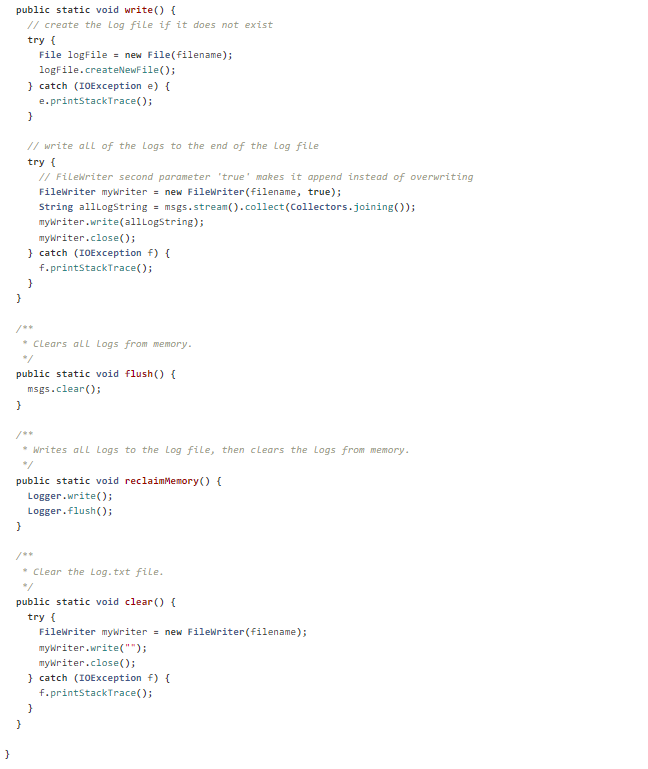 public static void write() {
// create the log file if it does not exist
try {
File logFile = new File(filename);
logFile.createNewFile();
} catch (IOException e) {
e.printStackTrace();
}
// write all of the logs to the end of the log file
try {
// FileWriter second parameter 'true' makes it append instead of overwriting
FileWriter myWriter = new FileWriter(filename, true);
String allLogString = msgs.stream().collect(Collectors.joining());
myWriter.write(allLogString);
myWriter.close();
} catch (IOException f) {
f.printStackTrace();
}
}
/**
* Clears all logs from memory.
*/
public static void flush() {
msgs.clear();
}
/**
* Writes all logs to the log file, then clears the logs from memory.
*/
public static void reclaimMemory() {
Logger.write();
Logger.flush();
}
/**
* Clear the Log.txt file.
*/
public static void clear() {
try {
FileWriter myWriter = new FileWriter(filename);
myWriter.write("");
myWriter.close();
} catch (IOException f) {
f.printStackTrace();
}
}
}